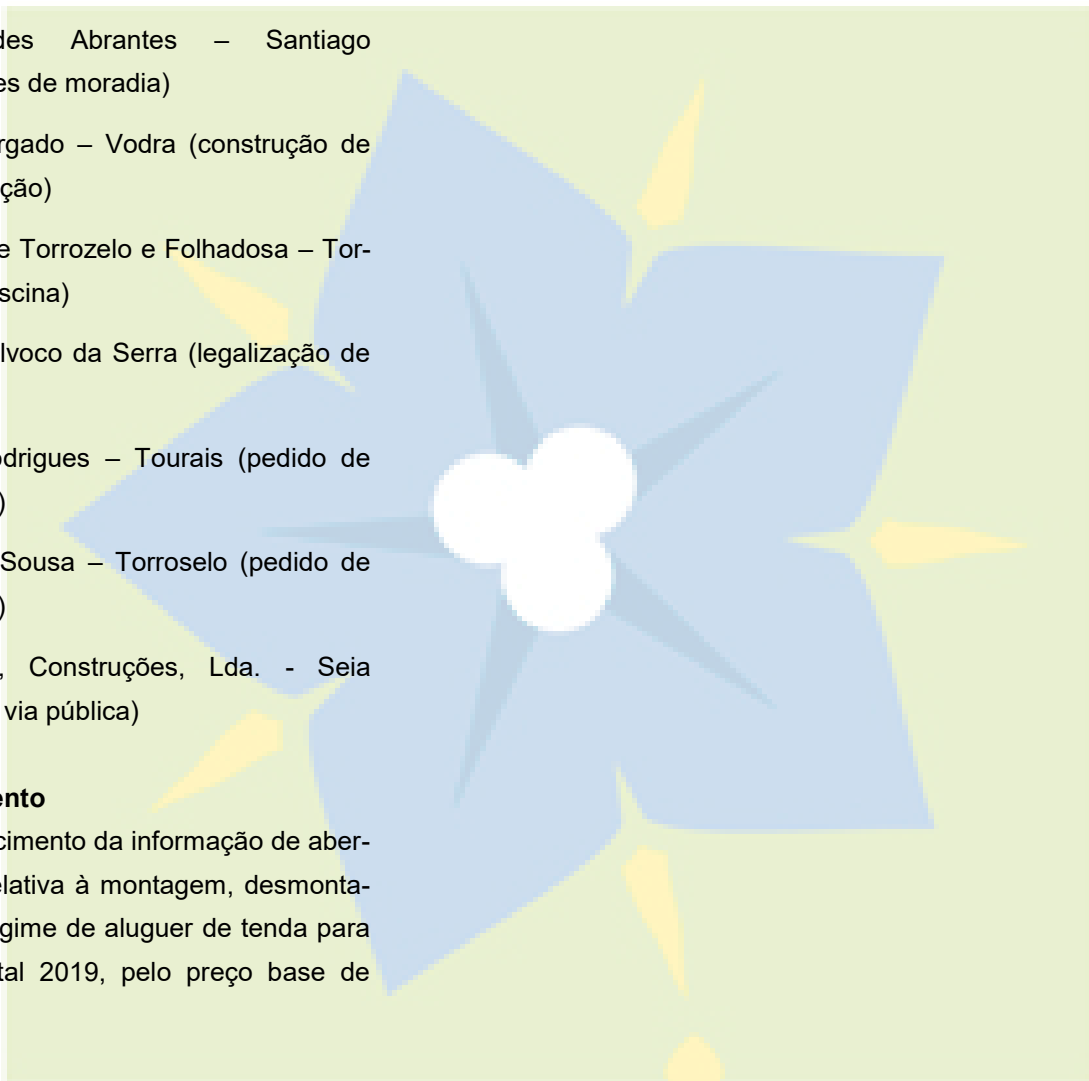 des Abrantes – Santiago
es de moradia)
rgado – Vodra (construção de
ção)
e Torrozelo e Folhadosa – Tor-
scina)
lvoco da Serra (legalização de
odrigues – Tourais (pedido de
)
Sousa – Torroselo (pedido de
)
, Construções, Lda. - Seia
via pública)
ento
cimento da informação de aber-
elativa à montagem, desmonta-
gime de aluguer de tenda para
tal 2019, pelo preço base de